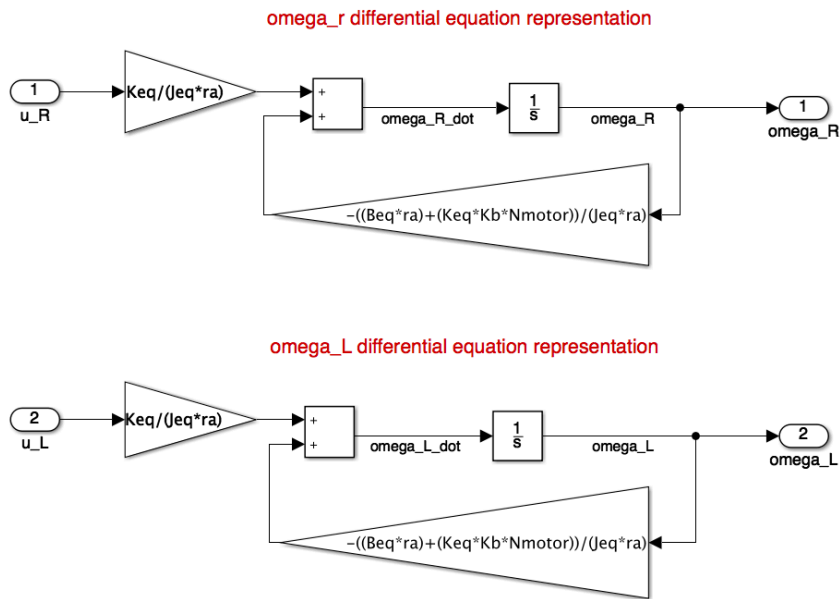 omega_r differential equation representation
1
u_R
Keq/(Jeq*ra)
+
+
omega_R_dot
1
s
omega_R
1
omega_R
-((Beq*ra)+(Keq*Kb*Nmotor))/(Jeq*ra)
omega_L differential equation representation
2
u_L
Keq/(Jeq*ra)
+
+
omega_L_dot
1
s
omega_L
2
omega_L
-((Beq*ra)+(Keq*Kb*Nmotor))/(Jeq*ra)